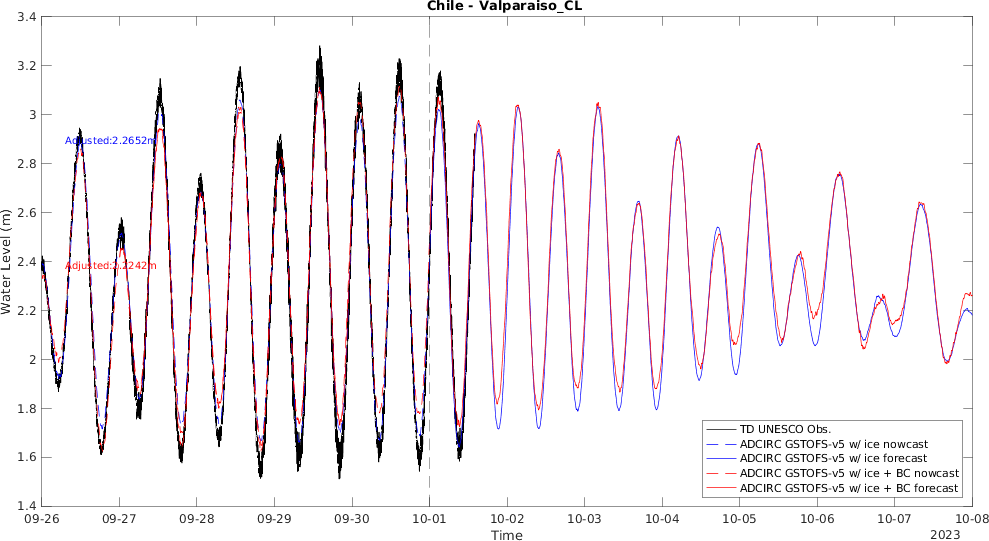 Chile - Valparaiso_CL
3.4
3.2
3
2.8
2.6
2.4
2.2
2
1.8
1.6
1.4
Water Level (m)
Adjusted:2.2652m
Adjusted:2.2242m
TD UNESCO Obs.
ADCIRC GSTOFS-v5 w/ ice nowcast
ADCIRC GSTOFS-v5 w/ ice forecast
ADCIRC GSTOFS-v5 w/ ice + BC nowcast
ADCIRC GSTOFS-v5 w/ ice + BC forecast
09-26 09-27 09-28 09-29 09-30 10-01 10-02 10-03 10-04 10-05 10-06 10-07 10-08
Time
2023